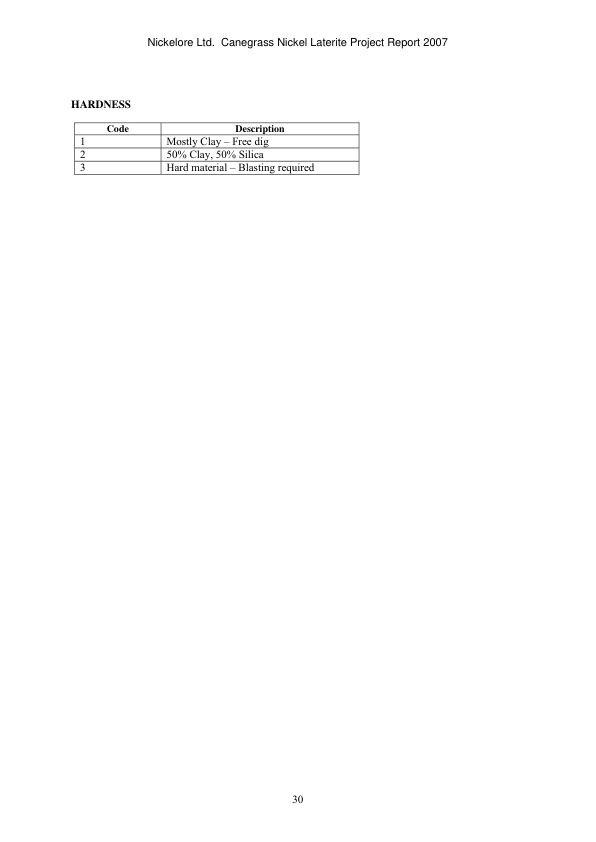 Nickelore Ltd.  Canegrass Nickel Laterite Project Report 2007
HARDNESS
Code Description
1 Mostly Clay – Free dig
2 50% Clay, 50% Silica
3 Hard material – Blasting required
30